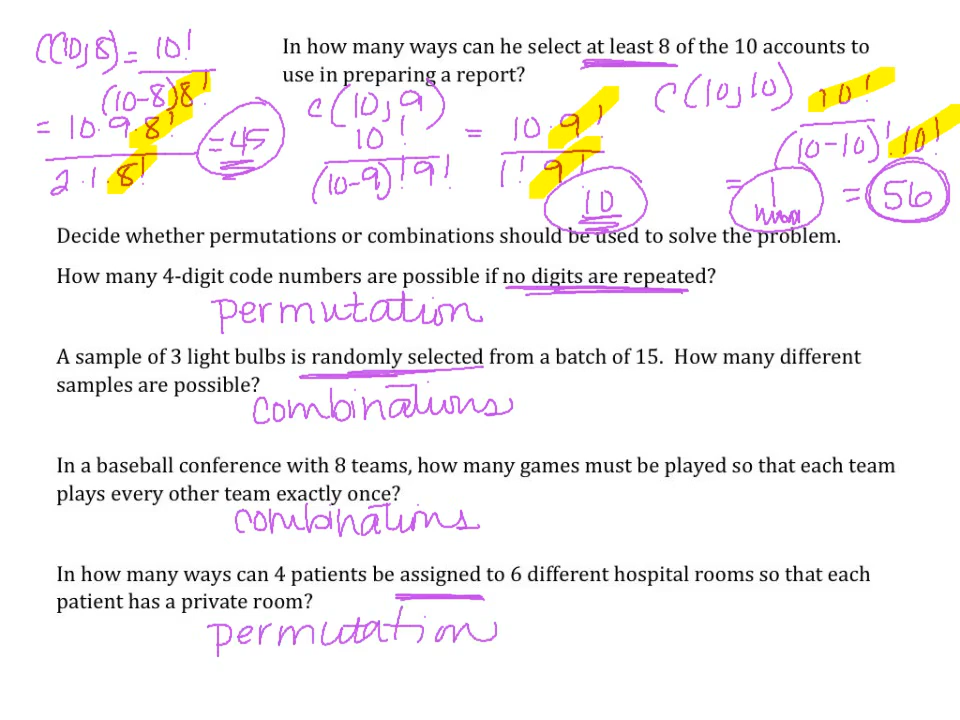 In how many ways can he select at least 8 of the 10 accounts to
use in preparing a report?
C(10,8) = 10!
(10-8)!8!
= 10·9·8!
2·1·8!
= 45
C(10,9)
10!
(10-9)!9!
= 10·9!
1!9!
10
C(10,10) 10!
(10-10)!10!
= 1
= 56
Decide whether permutations or combinations should be used to solve the problem.
How many 4-digit code numbers are possible if no digits are repeated?
permutation
A sample of 3 light bulbs is randomly selected from a batch of 15. How many different
samples are possible?
combinations
In a baseball conference with 8 teams, how many games must be played so that each team
plays every other team exactly once?
combinations
In how many ways can 4 patients be assigned to 6 different hospital rooms so that each
patient has a private room?
permutation